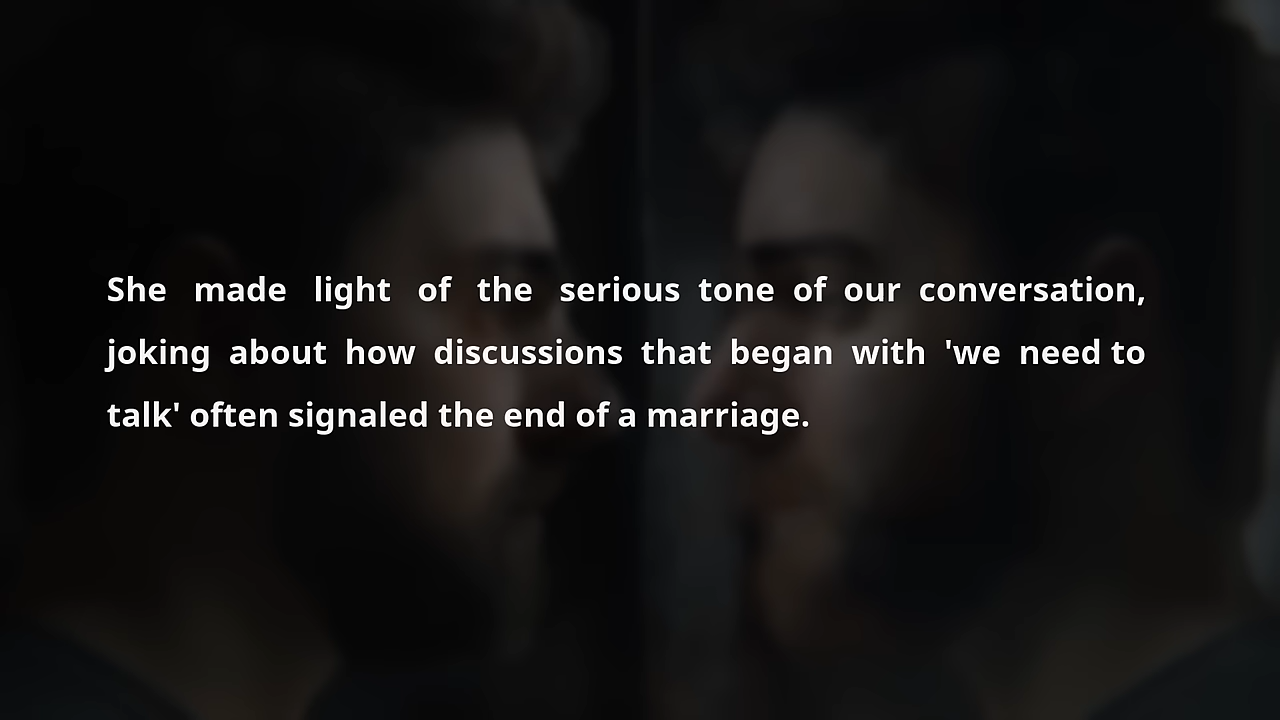 She made light of the serious tone of our conversation,
joking about how discussions that began with 'we need to
talk' often signaled the end of a marriage.